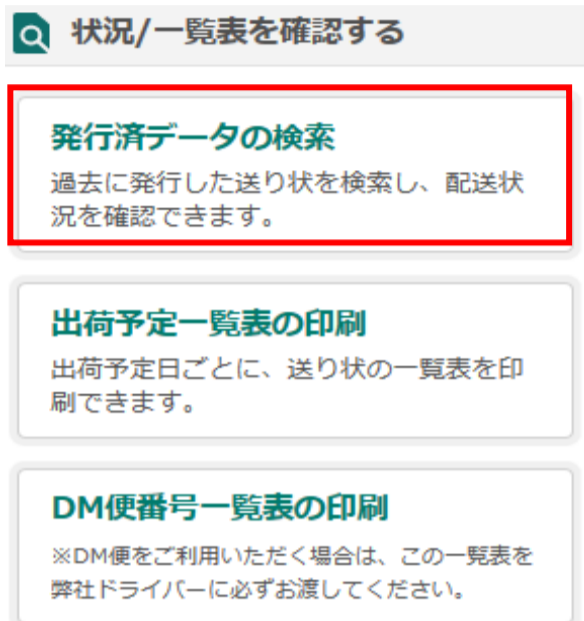 状況/一覧表を確認する
発行済データの検索
過去に発行した送り状を検索し、配送状
況を確認できます。
出荷予定一覧表の印刷
出荷予定日ごとに、送り状の一覧表を印
刷できます。
DM便番号一覧表の印刷
※DM便をご利用いただく場合は、この一覧表を
弊社ドライバーに必ずお渡してください。